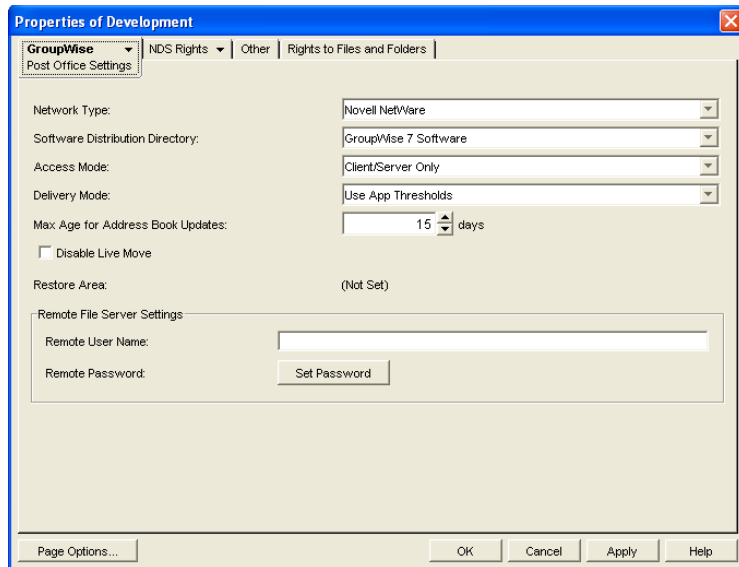 Properties of Development
GroupWise NDS Rights Other Rights to Files and Folders
Post Office Settings
Network Type: Novell NetWare
Software Distribution Directory: GroupWise 7 Software
Access Mode: Client/Server Only
Delivery Mode: Use App Thresholds
Max Age for Address Book Updates: 15 days
Disable Live Move
Restore Area: (Not Set)
Remote File Server Settings
Remote User Name:
Remote Password: Set Password
Page Options... OK Cancel Apply Help